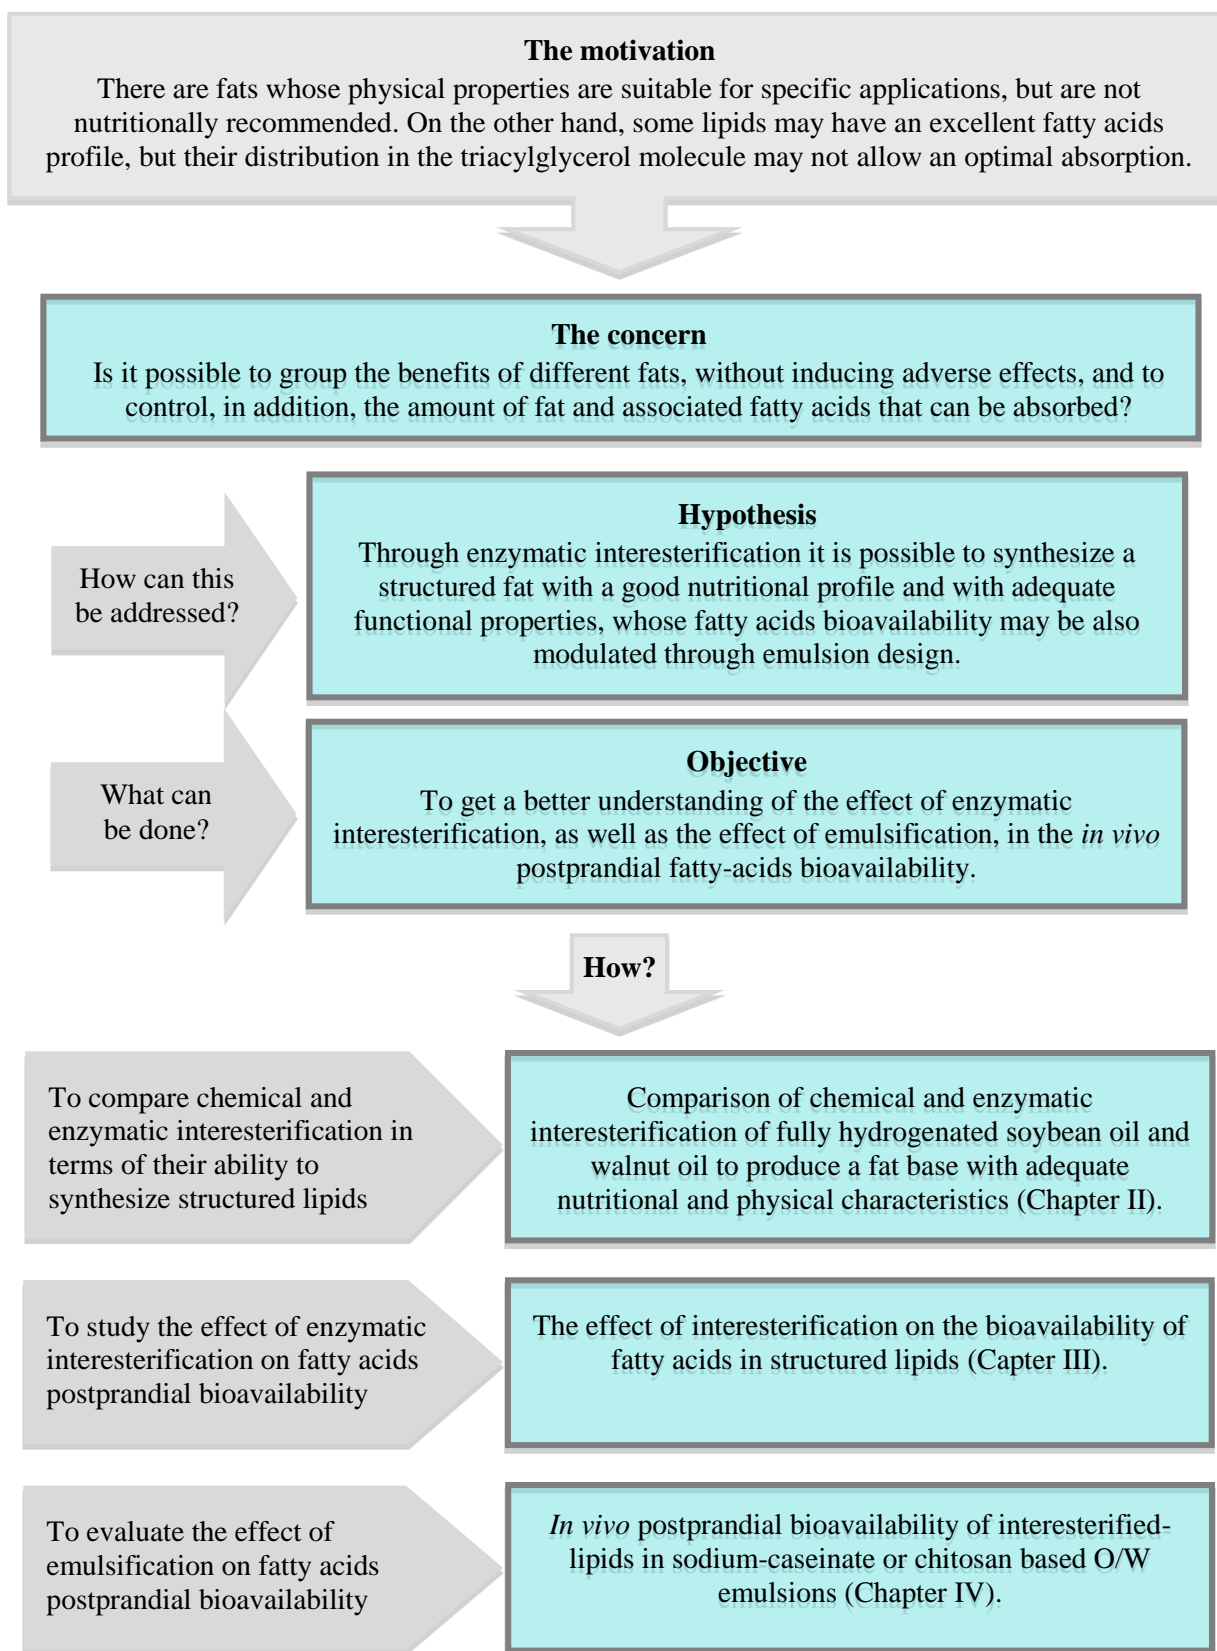 The motivation
There are fats whose physical properties are suitable for specific applications, but are not
nutritionally recommended. On the other hand, some lipids may have an excellent fatty acids
profile, but their distribution in the triacylglycerol molecule may not allow an optimal absorption.
The concern
Is it possible to group the benefits of different fats, without inducing adverse effects, and to
control, in addition, the amount of fat and associated fatty acids that can be absorbed?
How can this
be addressed?
Hypothesis
Through enzymatic interesterification it is possible to synthesize a
structured fat with a good nutritional profile and with adequate
functional properties, whose fatty acids bioavailability may be also
modulated through emulsion design.
What can
be done?
Objective
To get a better understanding of the effect of enzymatic
interesterification, as well as the effect of emulsification, in the in vivo
postprandial fatty-acids bioavailability.
How?
To compare chemical and
enzymatic interesterification in
terms of their ability to
synthesize structured lipids
Comparison of chemical and enzymatic
interesterification of fully hydrogenated soybean oil and
walnut oil to produce a fat base with adequate
nutritional and physical characteristics (Chapter II).
To study the effect of enzymatic
interesterification on fatty acids
postprandial bioavailability
The effect of interesterification on the bioavailability of
fatty acids in structured lipids (Capter III).
To evaluate the effect of
emulsification on fatty acids
postprandial bioavailability
In vivo postprandial bioavailability of interesterified-
lipids in sodium-caseinate or chitosan based O/W
emulsions (Chapter IV).